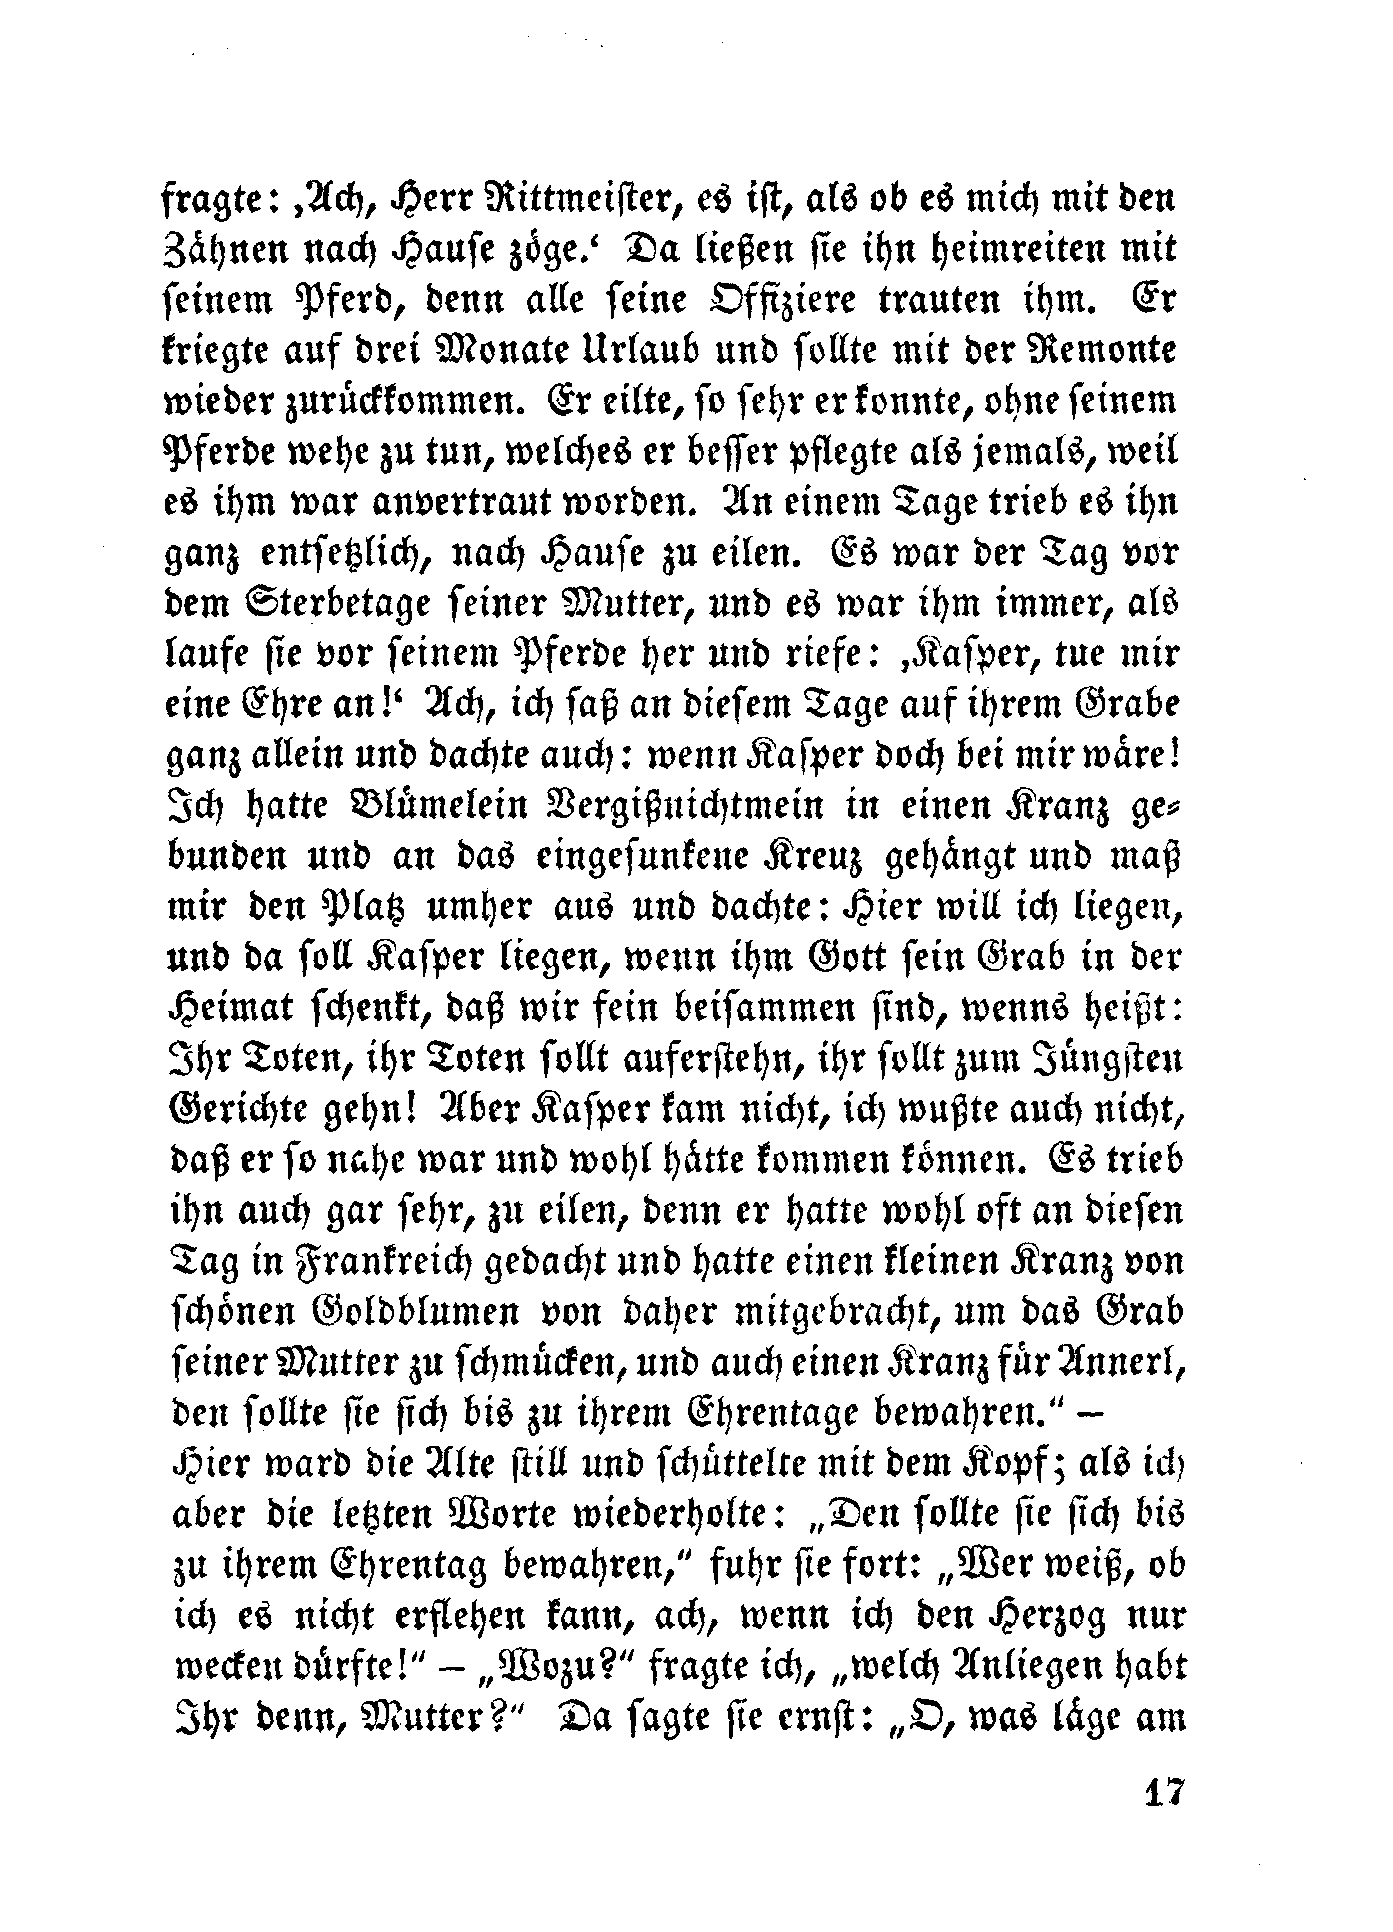 fragte: ‚Ach, Herr Rittmeister, es ist, als ob es mich mit den
Zähnen nach Hause zöge.‘ Da ließen sie ihn heimreiten mit
seinem Pferd, denn alle seine Offiziere trauten ihm. Er
kriegte auf drei Monate Urlaub und sollte mit der Remonte
wieder zurückkommen. Er eilte, so sehr er konnte, ohne seinem
Pferde wehe zu tun, welches er besser pflegte als jemals, weil
es ihm war anvertraut worden. An einem Tage trieb es ihn
ganz entsetzlich, nach Hause zu eilen. Es war der Tag vor
dem Sterbetage seiner Mutter, und es war ihm immer, als
laufe sie vor seinem Pferde her und riefe: ‚Kasper, tue mir
eine Ehre an!‘ Ach, ich saß an diesem Tage auf ihrem Grabe
ganz allein und dachte auch: wenn Kasper doch bei mir wäre!
Ich hatte Blümelein Vergißnichtmein in einen Kranz ge-
bunden und an das eingesunkene Kreuz gehängt und maß
mir den Platz umher aus und dachte: Hier will ich liegen,
und da soll Kasper liegen, wenn ihm Gott sein Grab in der
Heimat schenkt, daß wir fein beisammen sind, wenns heißt:
Ihr Toten, ihr Toten sollt auferstehn, ihr sollt zum Jüngsten
Gerichte gehn! Aber Kasper kam nicht, ich wußte auch nicht,
daß er so nahe war und wohl hätte kommen können. Es trieb
ihn auch gar sehr, zu eilen, denn er hatte wohl oft an diesen
Tag in Frankreich gedacht und hatte einen kleinen Kranz von
schönen Goldblumen von daher mitgebracht, um das Grab
seiner Mutter zu schmücken, und auch einen Kranz für Annerl,
den sollte sie sich bis zu ihrem Ehrentage bewahren.“ –
Hier ward die Alte still und schüttelte mit dem Kopf; als ich
aber die letzten Worte wiederholte: „Den sollte sie sich bis
zu ihrem Ehrentag bewahren,“ fuhr sie fort: „Wer weiß, ob
ich es nicht erflehen kann, ach, wenn ich den Herzog nur
wecken dürfte!“ – „Wozu?“ fragte ich, „welch Anliegen habt
Ihr denn, Mutter?“ Da sagte sie ernst: „O, was läge am
17